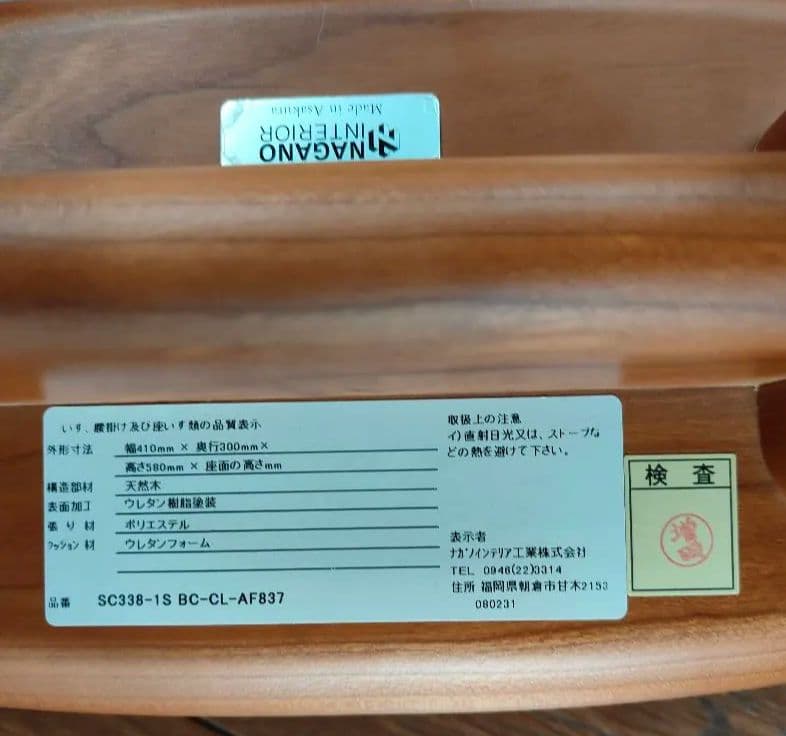 Made in Asakura
NAGANO
INTERIOR
いす、腰掛け及び座いす類の品質表示
外形寸法 幅410mm × 奥行300mm×
高さ580mm × 座面の高さmm
構造部材 天然木
表面加工 ウレタン樹脂塗装
張り材 ポリエステル
クッション材 ウレタンフォーム
品番 SC338-1S BC-CL-AF837
取扱上の注意
イ)直射日光又は、ストーブな
どの熱を避けて下さい。
表示者
ナガノインテリア工業株式会社
TEL 0946(22)3314
住所 福岡県朝倉市甘木2153
080231
検査